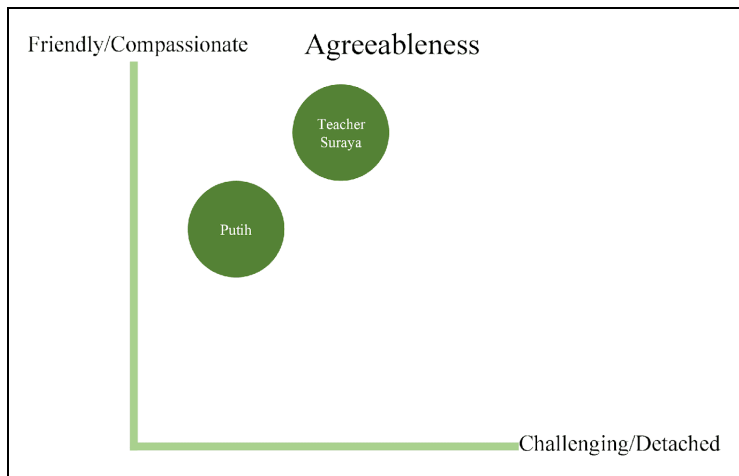 Friendly/Compassionate
Agreeableness
Teacher
Suraya
Putih
Challenging/Detached